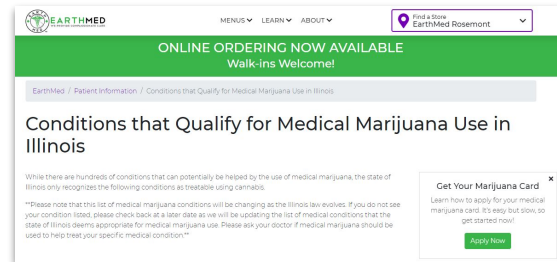 EARTHMED
MENUS
LEARN
ABOUT
Find a Store
EarthMed Rosemont
ONLINE ORDERING NOW AVAILABLE
Walk-ins Welcome!
EarthMed / Patient Information / Conditions that Qualify for Medical Marijuana Use in Illinois
Conditions that Qualify for Medical Marijuana Use in
Illinois
While there are hundreds of conditions that can potentially be helped by the use of medical marijuana, the state of
Illinois only recognizes the following conditions as treatable using cannabis.
**Please note that this list of medical marijuana conditions will be changing as the Illinois law evolves. If you do not see
your condition listed, please check back at a later date as we will be updating the list of medical conditions that the
state of Illinois deems appropriate for medical marijuana use. Please ask your doctor if medical marijuana should be
used to help treat your specific medical condition.**
Get Your Marijuana Card
Learn how to apply for your medical
marijuana card. It's easy but slow, so
get started now!
Apply Now